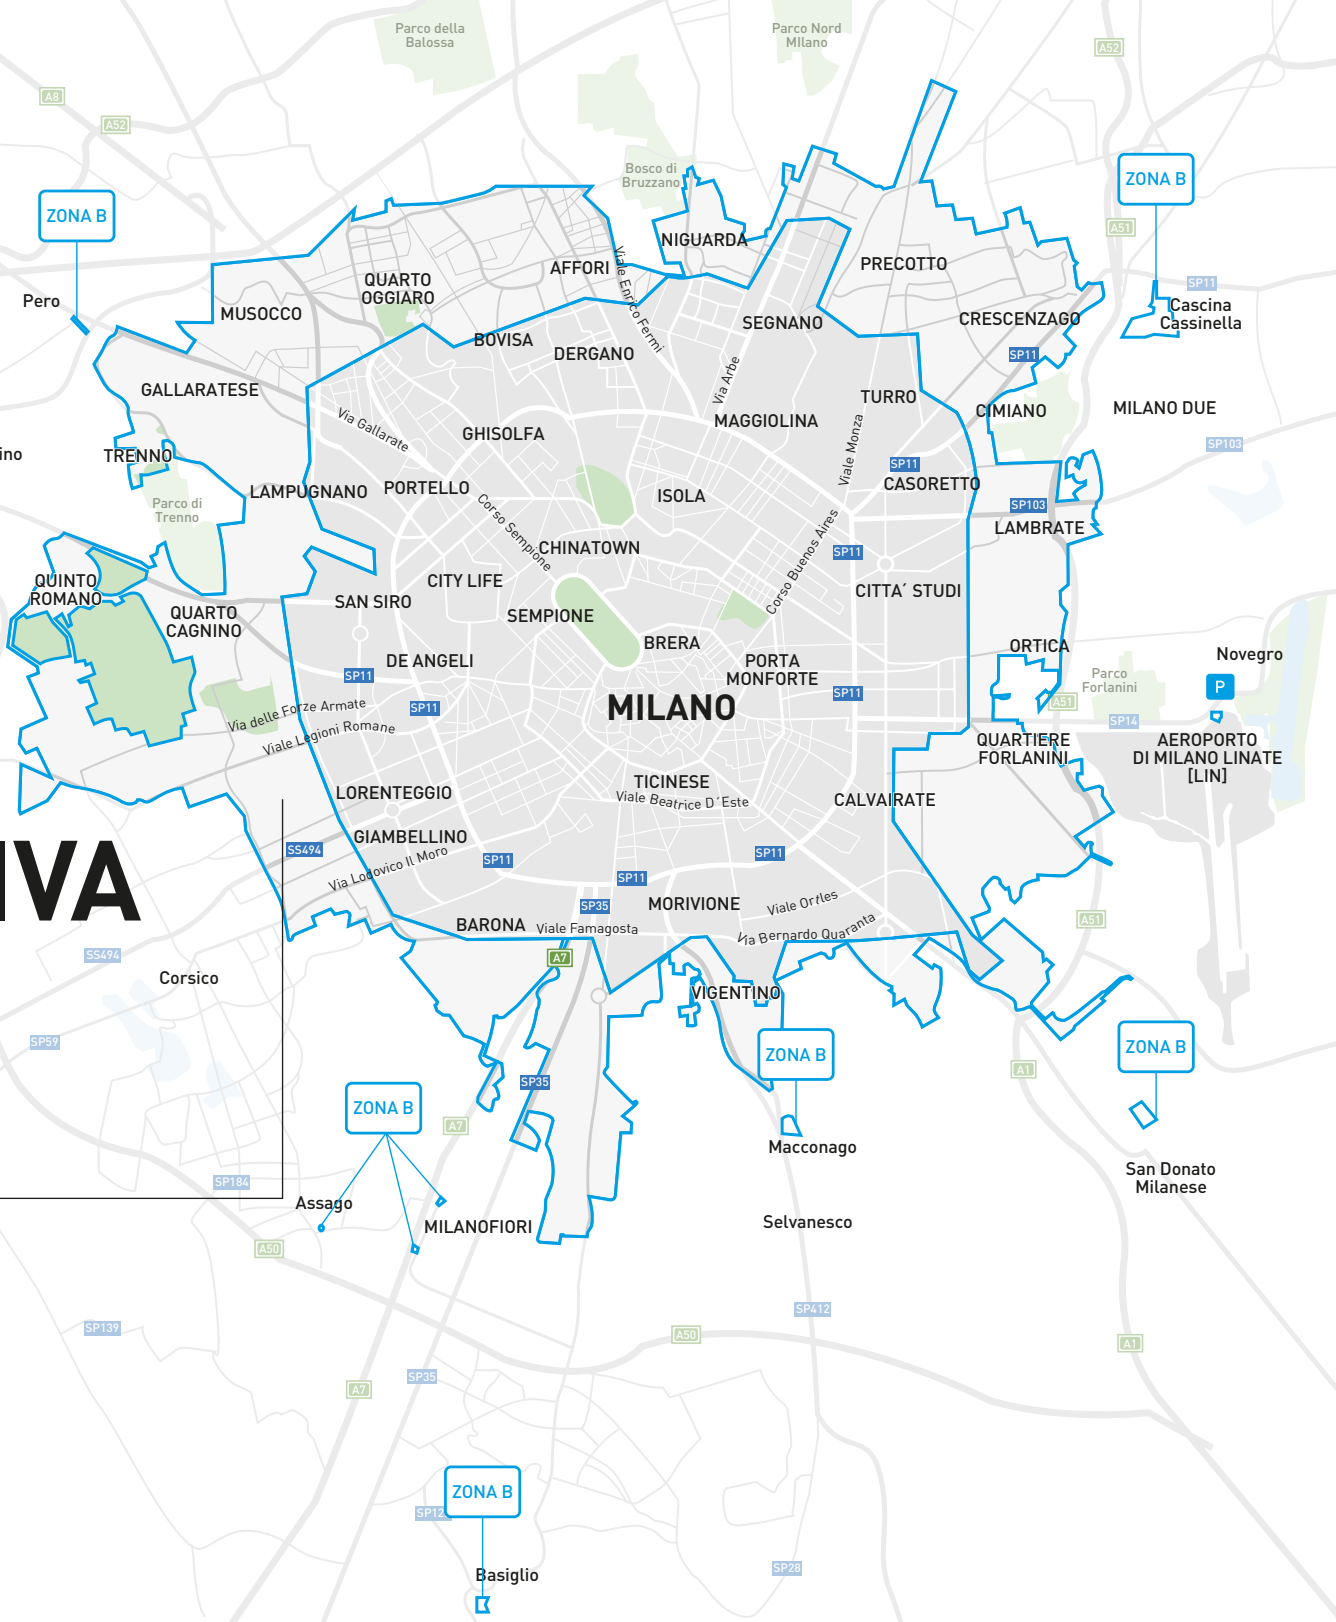 Parco della
Balossa
Parco Nord
MIlano
A52
A8
A52
Bosco di
Bruzzano
ZONA B
ZONA B
A51
NIGUARDA
Viale Enrico Fermi
AFFORI
PRECOTTO
QUARTO
OGGIARO
SP11
Pero
MUSOCCO
Cascina
Cassinella
SEGNANO
CRESCENZAGO
BOVISA
DERGANO
SP11
GALLARATESE
Via Arbe
TURRO
CIMIANO
MILANO DUE
Via Gallarate
MAGGIOLINA
GHISOLFA
Viale Monza
SP103
ino
TRENNO
SP11
LAMPUGNANO
PORTELLO
ISOLA
CASORETTO
Parco di
Trenno
SP103
LAMBRATE
Corso Sempione
CHINATOWN
Corso Buenos Aires
SP11
QUINTO
ROMANO
CITY LIFE
CITTA´ STUDI
SAN SIRO
QUARTO
CAGNINO
SEMPIONE
BRERA
ORTICA
Novegro
DE ANGELI
PORTA
MONFORTE
SP11
Parco
Forlanini
P
SP11
A51
MILANO
SP11
Via delle Forze Armate
SP14
Viale Legioni Romane
QUARTIERE
FORLANINI
AEROPORTO
DI MILANO LINATE
[LIN]
TICINESE
LORENTEGGIO
Viale Beatrice D´Este
CALVAIRATE
GIAMBELLINO
SS494
SP11
SP11
Via Lodovico Il Moro
IVA
SP11
SP35
MORIVIONE
Viale Ortles
BARONA
Viale Famagosta
Via Bernardo Quaranta
A51
SS494
A7
Corsico
VIGENTINO
SP59
ZONA B
ZONA B
A1
SP35
ZONA B
A7
Macconago
San Donato
Milanese
SP184
Assago
MILANOFIORI
Selvanesco
A50
SP412
SP139
A50
A1
SP35
A7
ZONA B
SP12
SP28
Basiglio